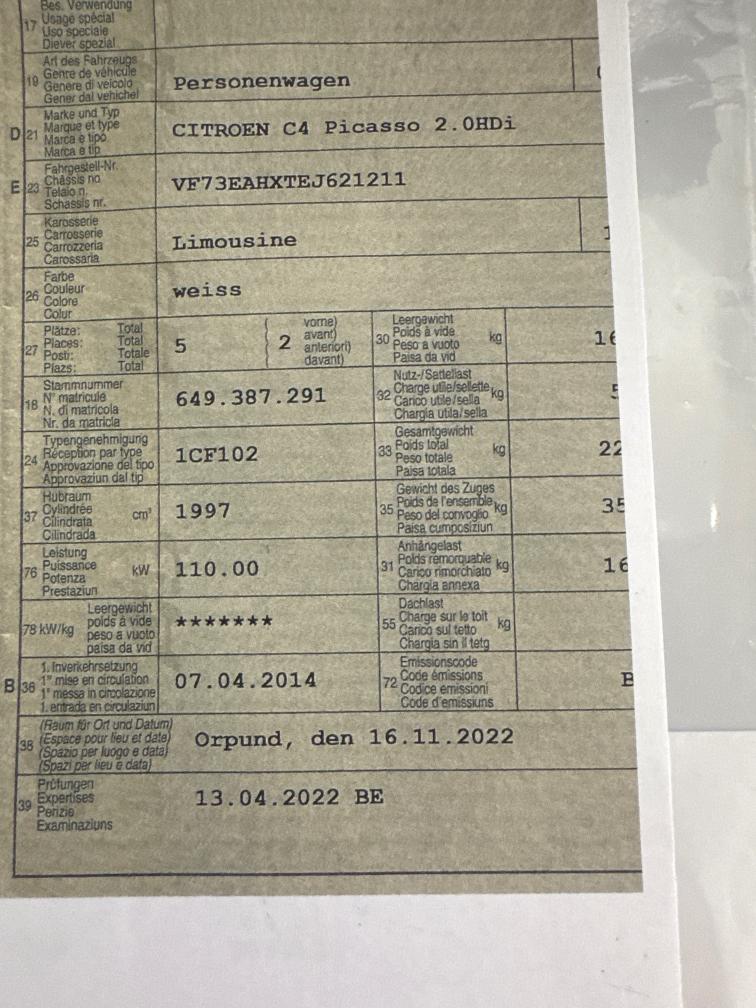 Bes. Verwendung
17 Usage spécial
Uso speciale
Diever spezial
Art des Fahrzeugs
19 Genre de véhicule
Genere di veicolo
Gener dal vehichel
Personenwagen
Marke und Typ
D 21 Marque et type
Marca e tipo
Marca e tip
CITROEN C4 Picasso 2.0HDi
Fahrgestell-Nr.
E 23 Châssis no
Telaio n.
Schassis nr.
VF73EAHXTEJ621211
Karosserie
25 Carrosserie
Carrozzeria
Carossaria
Limousine
Farbe
26 Couleur
Colore
Colur
weiss
Plätze: Total
27 Places: Total
Posti: Totale
Plazs: Total
5
2
vorne)
avant)
anteriori)
davant)
Leergewicht
30 Poids à vide kg
Peso a vuoto
Paisa da vid
16
Stammnummer
18 N° matricule
N. di matricola
Nr. da matricla
649.387.291
Nutz-/Sattellast
32 Charge utile/sellette kg
Carico utile/sella
Chargia utila/sella
5
Typengenehmigung
24 Réception par type
Approvazione del tipo
Approvaziun dal tip
1CF102
Gesamtgewicht
33 Poids total kg
Peso totale
Paisa totala
22
Hubraum
37 Cylindrée cm³
Cilindrata
Cilindrada
1997
Gewicht des Zuges
35 Poids de l'ensemble kg
Peso del convoglio
Paisa cumposiziun
35
Leistung
76 Puissance kW
Potenza
Prestaziun
110.00
Anhängelast
31 Poids remorquable kg
Carico rimorchiato
Chargia annexa
16
Leergewicht
78 kW/kg poids à vide
peso a vuoto
paisa da vid
*******
Dachlast
55 Charge sur le toit kg
Carico sul tetto
Chargia sin il tetg
1. Inverkehrsetzung
B 36 1re mise en circulation
1a messa in circolazione
1. entrada en circulaziun
07.04.2014
Emissionscode
72 Code émissions
Codice emissioni
Code d'emissiuns
B
(Raum für Ort und Datum)
38 (Espace pour lieu et date)
(Spazio per luogo e data)
(Spazi per lieu e data)
Orpund, den 16.11.2022
Prüfungen
39 Expertises
Perizie
Examinaziuns
13.04.2022 BE